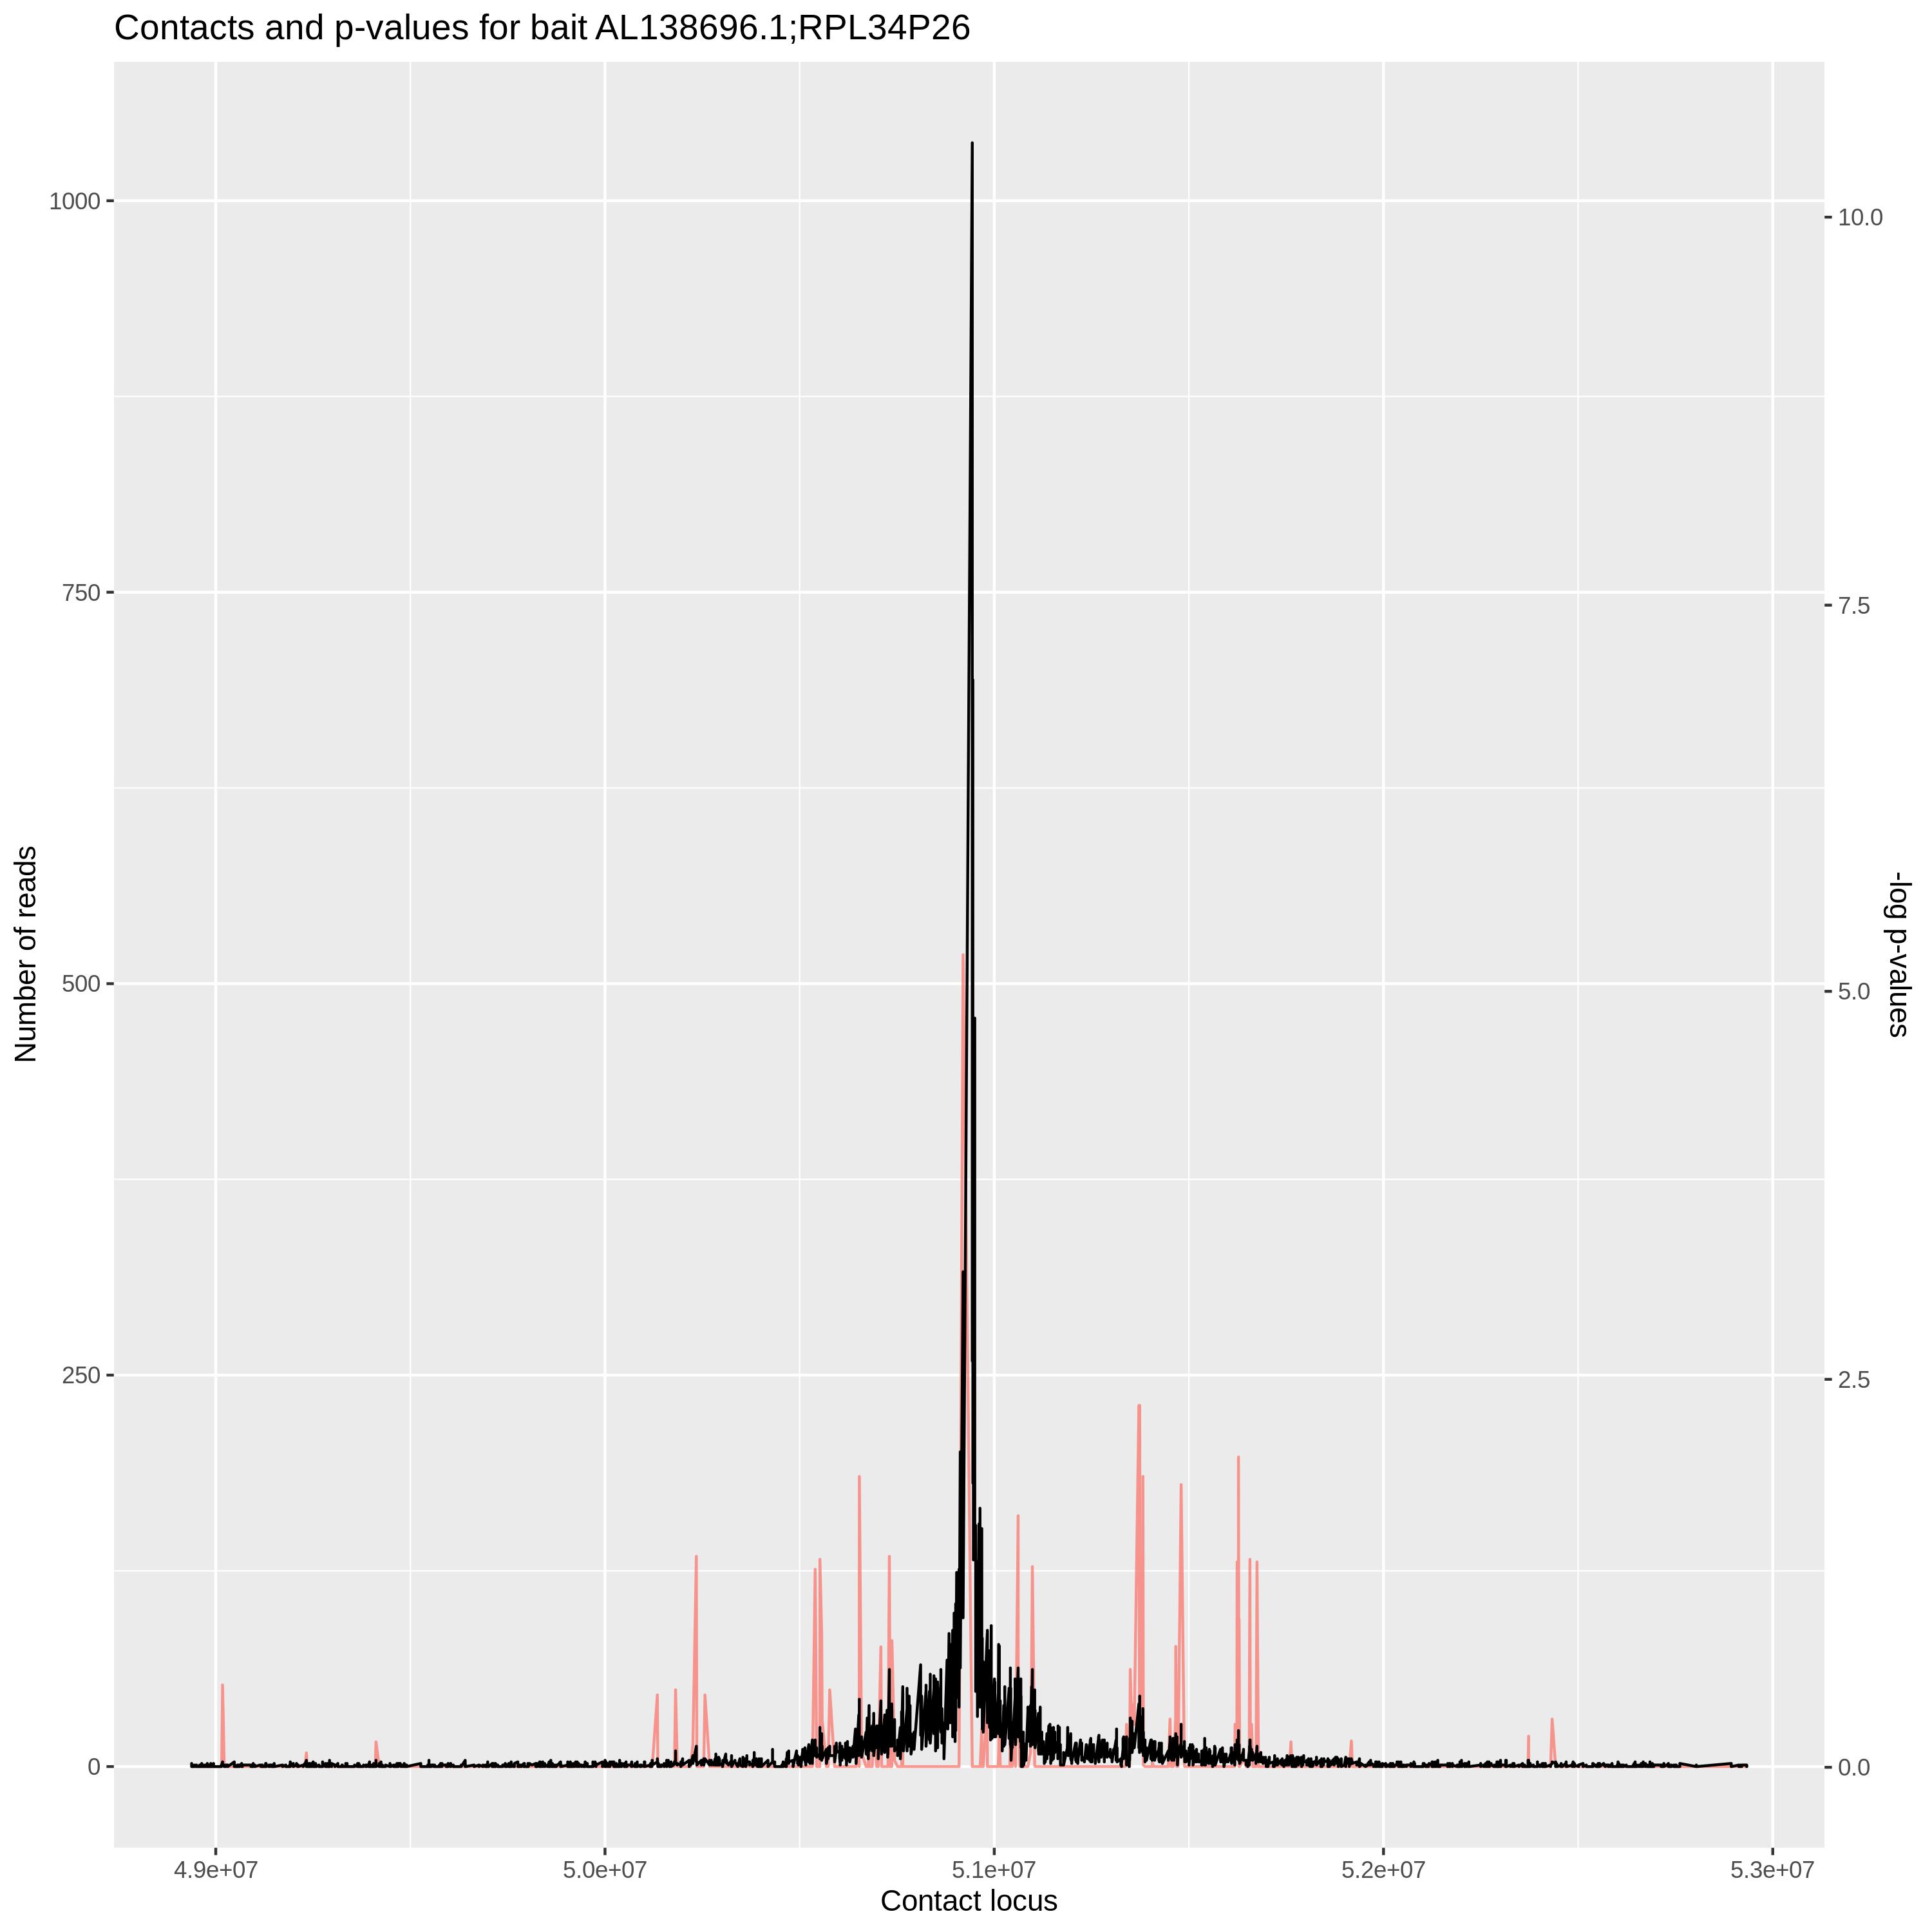 Contacts and p-values for bait AL138696.1;RPL34P26
Number of reads
1000
750
500
250
0
10.0
7.5
5.0
2.5
0.0
-log p-values
4.9e+07 5.0e+07 5.1e+07 5.2e+07 5.3e+07
Contact locus